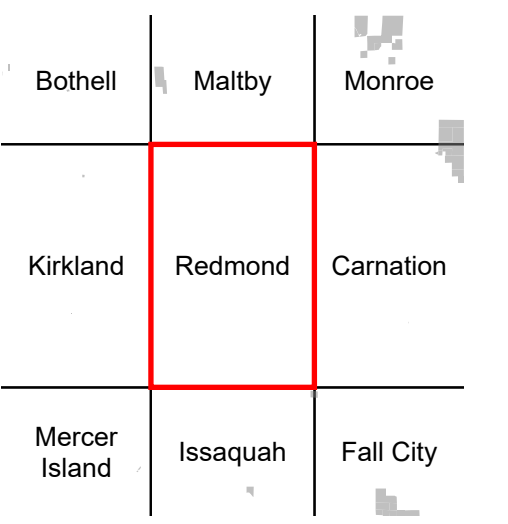 Bothell
Maltby
Monroe
Kirkland
Redmond
Carnation
Mercer
Island
Issaquah
Fall City